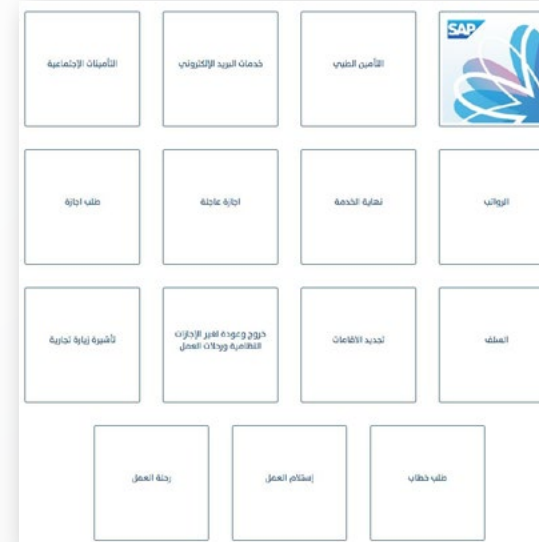 SAP
التأمين الطبي
خدمات البريد الإلكتروني
التأمينات الإجتماعية
الرواتب
نهاية الخدمة
اجازة عاجلة
طلب اجازة
السلف
تجديد الاقامات
خروج وعودة لغير الإجازات
النظامية ورحلات العمل
تأشيرة زيارة تجارية
طلب خطاب
إستلام العمل
رحلة العمل